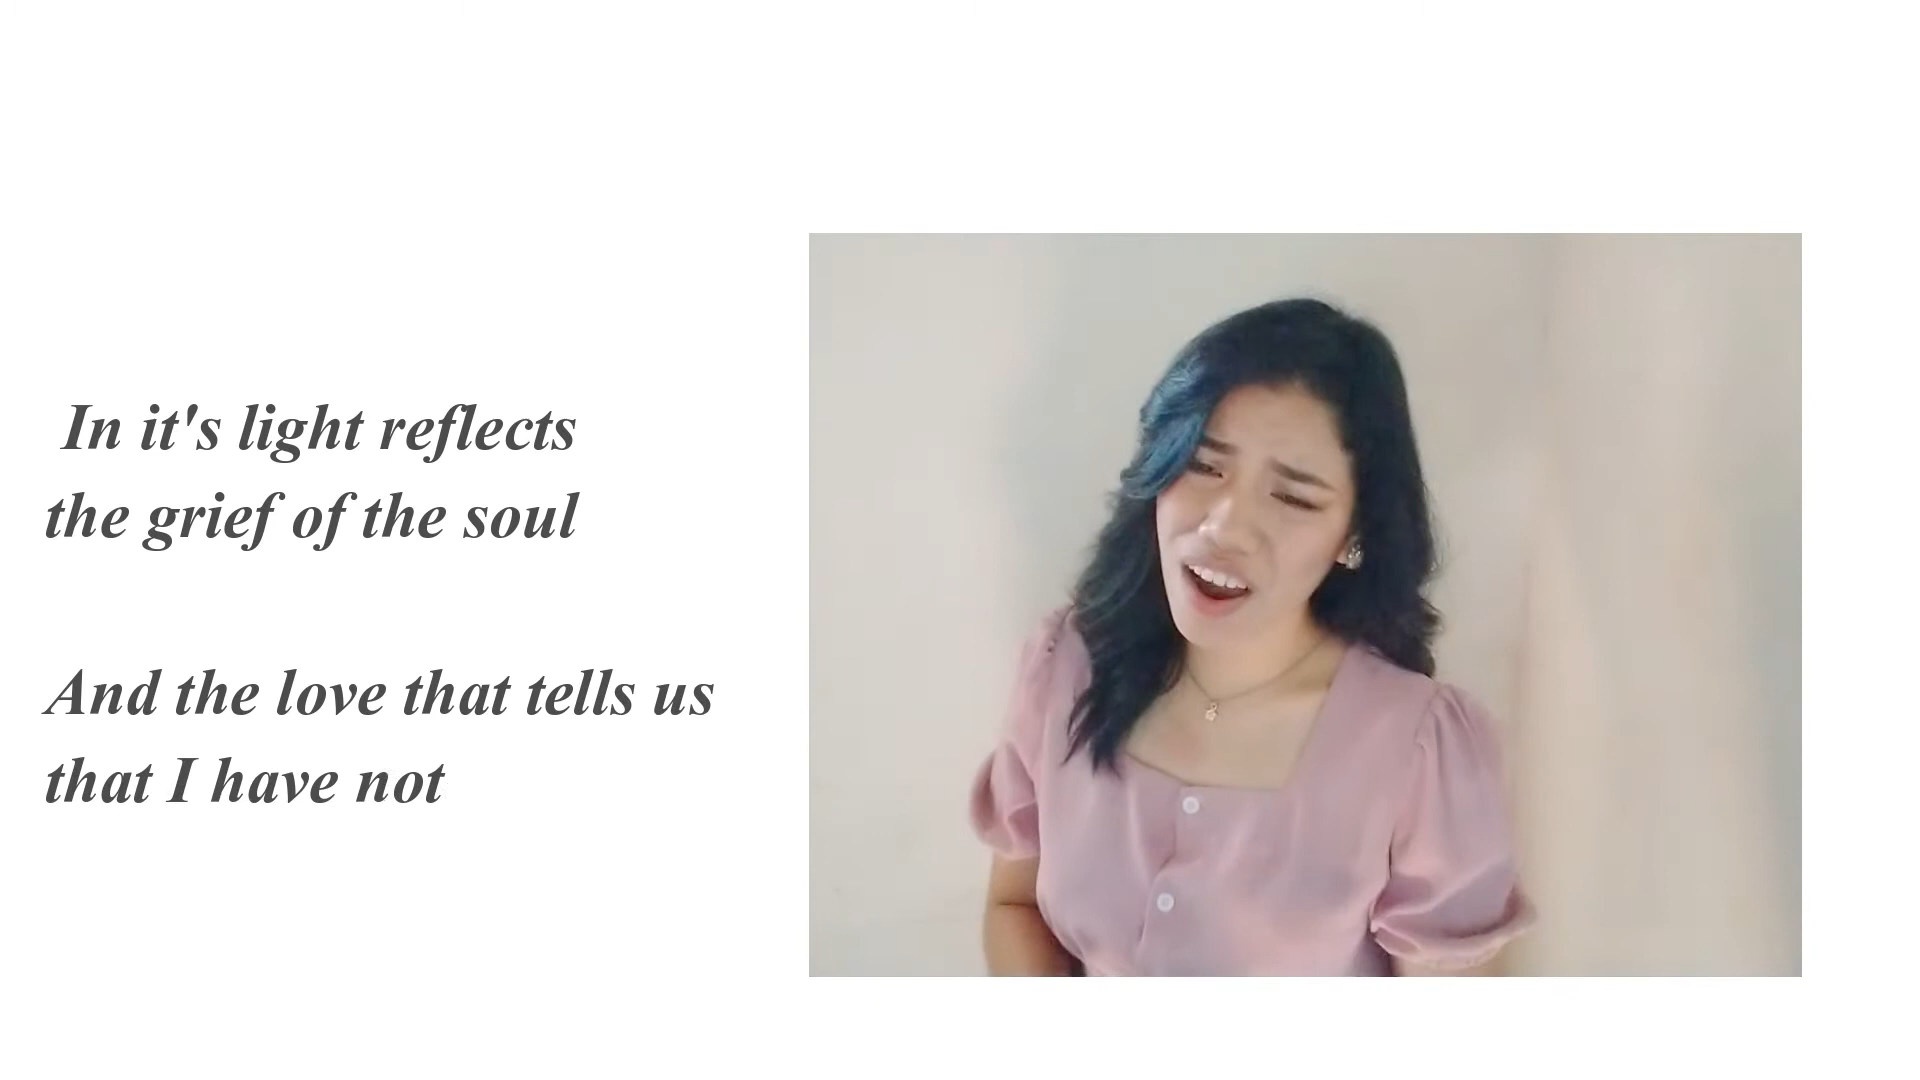 In it's light reflects
the grief of the soul
And the love that tells us
that I have not